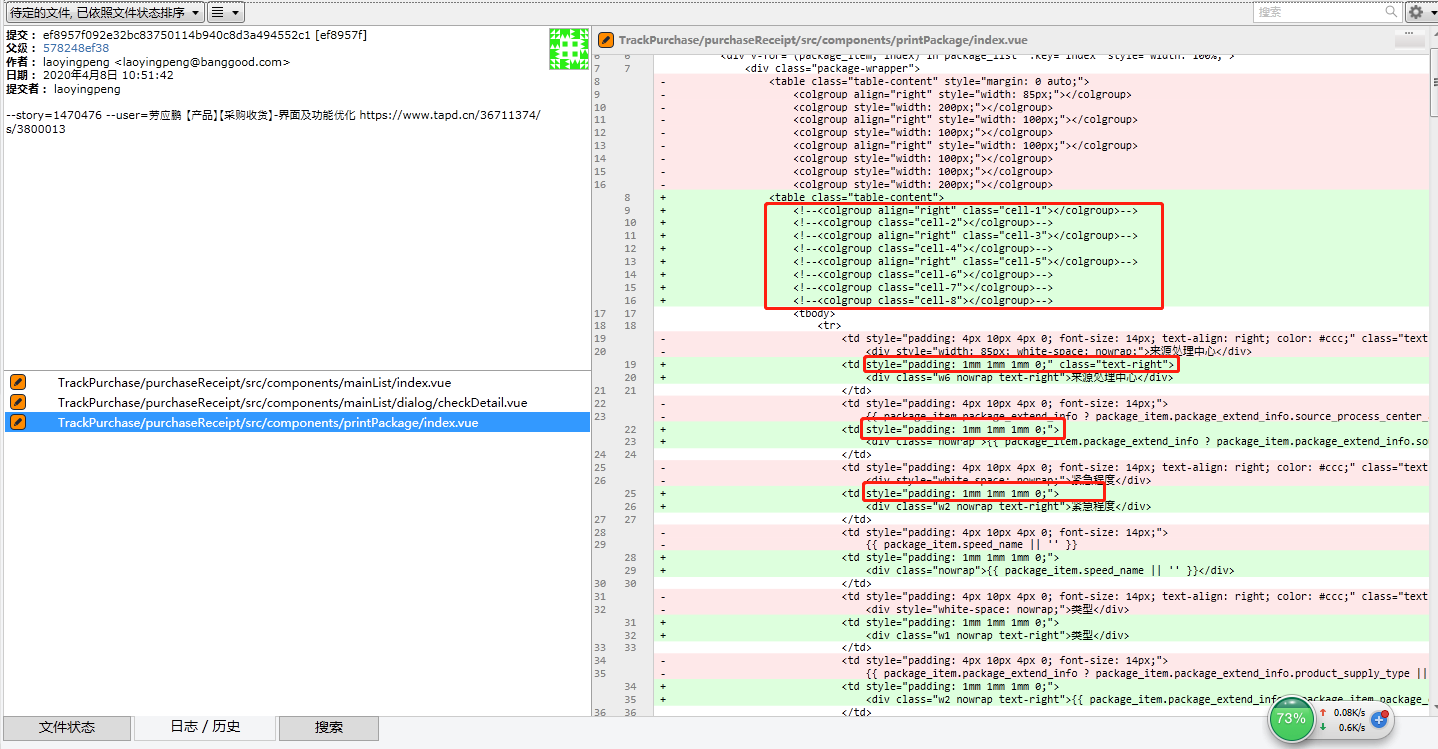 待定的文件, 已依照文件状态排序
搜索
提交： ef8957f092e32bc83750114b940c8d3a494552c1 [ef8957f]
父级： 578248ef38
作者： laoyingpeng <laoyingpeng@banggood.com>
日期： 2020年4月8日 10:51:42
提交者： laoyingpeng
--story=1470476 --user=劳应鹏 【产品】【采购收货】-界面及功能优化 https://www.tapd.cn/36711374/
s/3800013
TrackPurchase/purchaseReceipt/src/components/mainList/index.vue
TrackPurchase/purchaseReceipt/src/components/mainList/dialog/checkDetail.vue
TrackPurchase/purchaseReceipt/src/components/printPackage/index.vue
文件状态
日志 / 历史
搜索
TrackPurchase/purchaseReceipt/src/components/printPackage/index.vue
6 6 <div v-for="(package_item, index) in package_list" :key="index" style="width: 100%;">
7 7 <div class="package-wrapper">
8 - <table class="table-content" style="margin: 0 auto;">
9 - <colgroup align="right" style="width: 85px;"></colgroup>
10 - <colgroup style="width: 200px;"></colgroup>
11 - <colgroup align="right" style="width: 100px;"></colgroup>
12 - <colgroup style="width: 100px;"></colgroup>
13 - <colgroup align="right" style="width: 100px;"></colgroup>
14 - <colgroup style="width: 100px;"></colgroup>
15 - <colgroup style="width: 100px;"></colgroup>
16 - <colgroup style="width: 200px;"></colgroup>
8 + <table class="table-content">
9 + <!--<colgroup align="right" class="cell-1"></colgroup>-->
10 + <!--<colgroup class="cell-2"></colgroup>-->
11 + <!--<colgroup align="right" class="cell-3"></colgroup>-->
12 + <!--<colgroup class="cell-4"></colgroup>-->
13 + <!--<colgroup align="right" class="cell-5"></colgroup>-->
14 + <!--<colgroup class="cell-6"></colgroup>-->
15 + <!--<colgroup class="cell-7"></colgroup>-->
16 + <!--<colgroup class="cell-8"></colgroup>-->
17 17 <tbody>
18 18 <tr>
19 - <td style="padding: 4px 10px 4px 0; font-size: 14px; text-align: right; color: #ccc;" class="text
20 - <div style="width: 85px; white-space: nowrap;">来源处理中心</div>
19 + <td style="padding: 1mm 1mm 1mm 0;" class="text-right">
20 + <div class="w6 nowrap text-right">来源处理中心</div>
21 21 </td>
22 - <td style="padding: 4px 10px 4px 0; font-size: 14px;">
23 - {{ package_item.package_extend_info ? package_item.package_extend_info.source_process_center_
22 + <td style="padding: 1mm 1mm 1mm 0;">
23 + <div class="nowrap">{{ package_item.package_extend_info ? package_item.package_extend_info.sou
24 24 </td>
25 - <td style="padding: 4px 10px 4px 0; font-size: 14px; text-align: right; color: #ccc;" class="text
26 - <div style="white-space: nowrap;">紧急程度</div>
25 + <td style="padding: 1mm 1mm 1mm 0;">
26 + <div class="w2 nowrap text-right">紧急程度</div>
27 27 </td>
28 - <td style="padding: 4px 10px 4px 0; font-size: 14px;">
29 - {{ package_item.speed_name || '' }}
28 + <td style="padding: 1mm 1mm 1mm 0;">
29 + <div class="nowrap">{{ package_item.speed_name || '' }}</div>
30 30 </td>
31 - <td style="padding: 4px 10px 4px 0; font-size: 14px; text-align: right; color: #ccc;" class="text
32 - <div style="white-space: nowrap;">类型</div>
31 + <td style="padding: 1mm 1mm 1mm 0;">
32 + <div class="w1 nowrap text-right">类型</div>
33 33 </td>
34 - <td style="padding: 4px 10px 4px 0; font-size: 14px;">
35 - {{ package_item.package_extend_info ? package_item.package_extend_info.product_supply_type ||
34 + <td style="padding: 1mm 1mm 1mm 0;">
35 + <div class="w2 nowrap text-right">{{ package_item.package_extend_info package_item.package_
36 36 </td>
73%
0.08K/s
0.6K/s